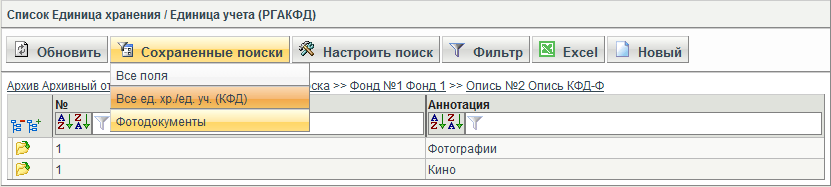 Список Единица хранения / Единица учета (РГАКФД)
Обновить Сохраненные поиски Настроить поиск Фильтр Excel Новый
Все поля
Архив Архивный от ска >> Фонд №1 Фонд 1 >> Опись №2 Опись КФД-Ф
Все ед. хр./ед. уч. (КФД)
№ Аннотация
Фотодокументы
1 Фотографии
1 Кино